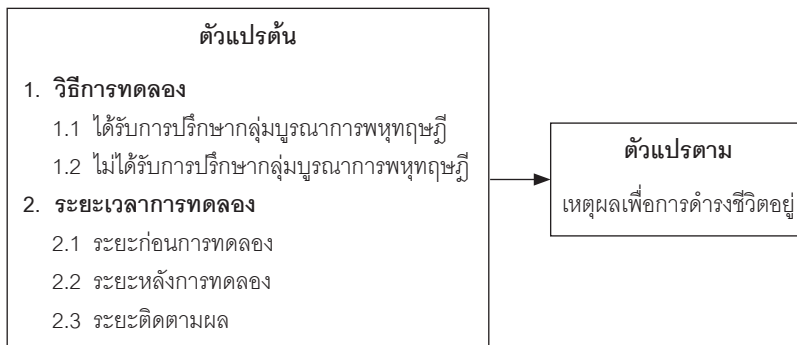 ตัวแปรต้น
1. วิธีการทดลอง
1.1 ได้รับการปรึกษากลุ่มบูรณาการพหุทฤษฎี
1.2 ไม่ได้รับการปรึกษากลุ่มบูรณาการพหุทฤษฎี
2. ระยะเวลาการทดลอง
2.1 ระยะก่อนการทดลอง
2.2 ระยะหลังการทดลอง
2.3 ระยะติดตามผล
ตัวแปรตาม
เหตุผลเพื่อการดำรงชีวิตอยู่